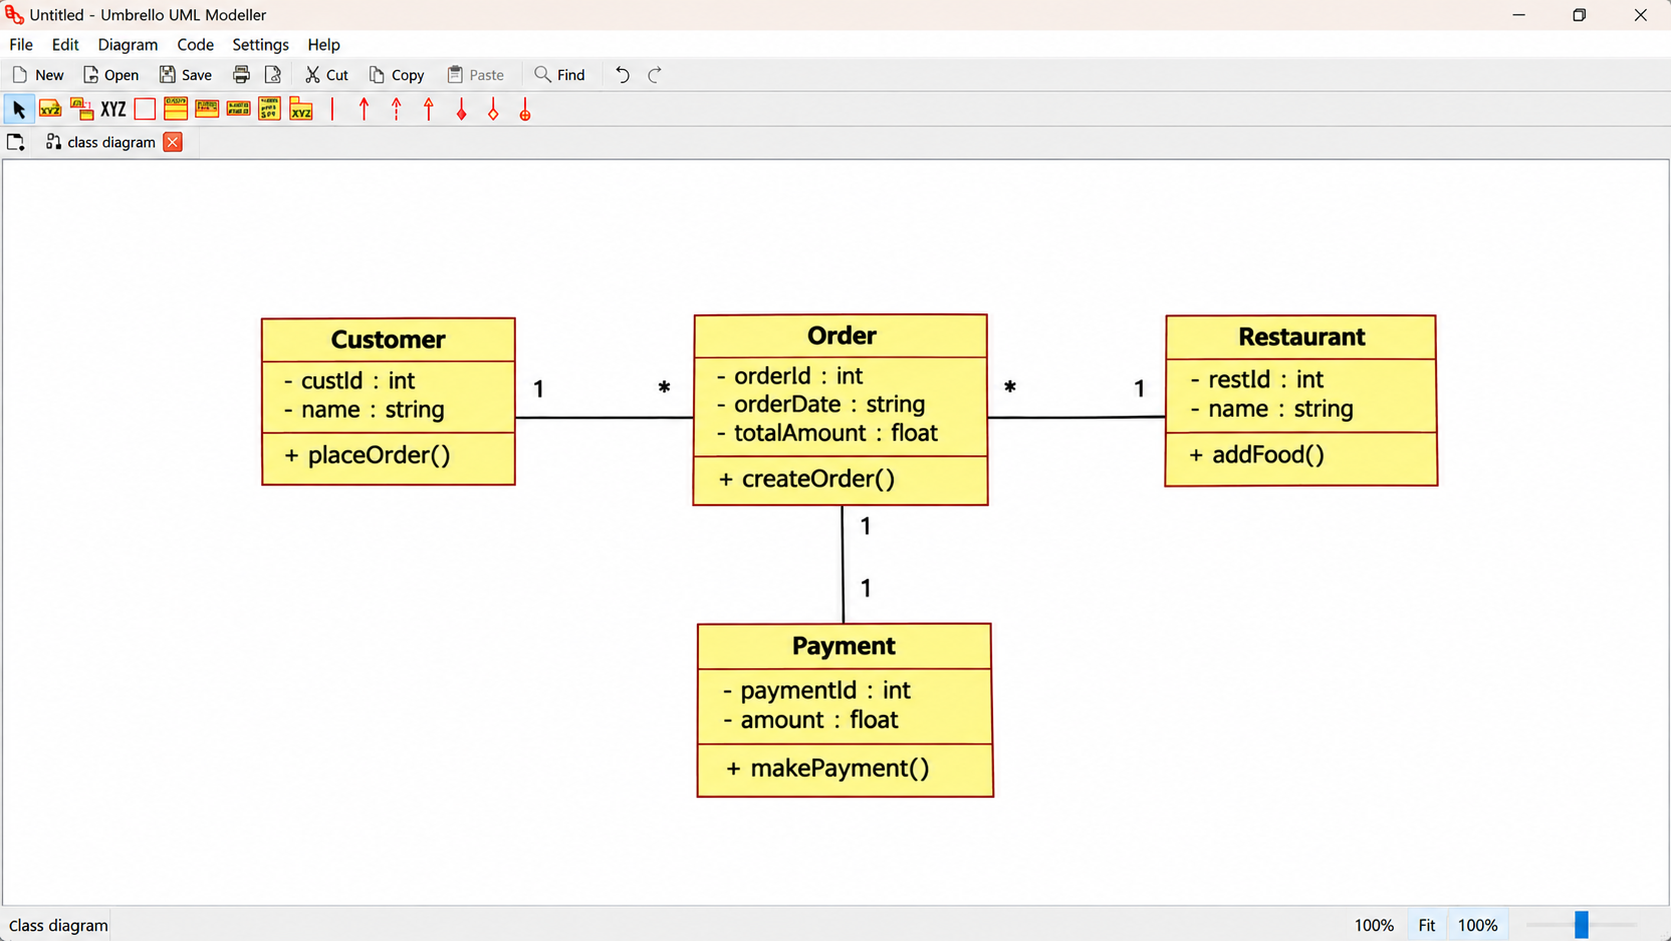 Untitled - Umbrello UML Modeller
File Edit Diagram Code Settings Help
New Open Save Cut Copy Paste Find
XYZ XYZ XYZ
class diagram
Customer
- custId : int
- name : string
+ placeOrder()
1 *
Order
- orderId : int
- orderDate : string
- totalAmount : float
+ createOrder()
* 1
Restaurant
- restId : int
- name : string
+ addFood()
1
1
Payment
- paymentId : int
- amount : float
+ makePayment()
Class diagram 100% Fit 100%